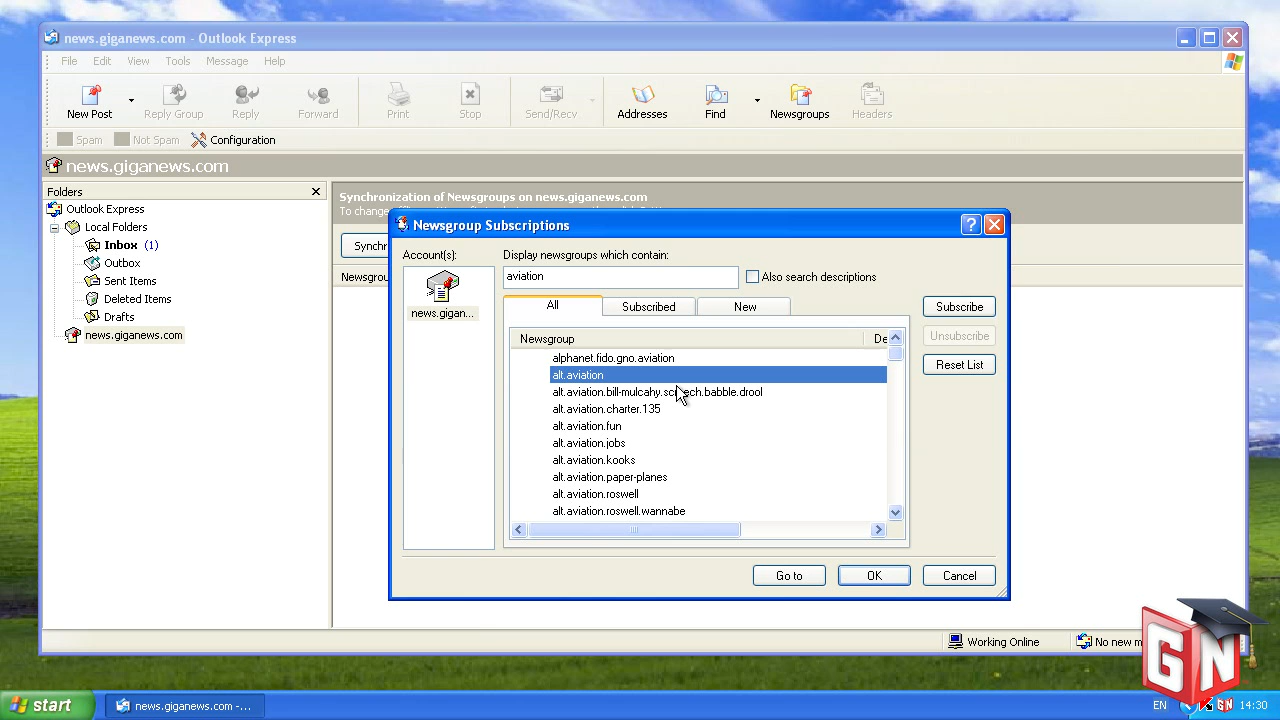 news.giganews.com - Outlook Express
File Edit View Tools Message Help
New Post Reply Group Reply Forward Print Stop Send/Recv Addresses Find Newsgroups Headers
Spam Not Spam Configuration
news.giganews.com
Folders
Outlook Express
Local Folders
Inbox (1)
Outbox
Sent Items
Deleted Items
Drafts
news.giganews.com
Synchronization of Newsgroups on news.giganews.com
To change
Synchr
Newsgrou
Newsgroup Subscriptions
Account(s):
news.gigan...
Display newsgroups which contain:
aviation
Also search descriptions
All Subscribed New
Newsgroup De
alphanet.fido.gno.aviation
alt.aviation
alt.aviation.bill-mulcahy.screech.babble.drool
alt.aviation.charter.135
alt.aviation.fun
alt.aviation.jobs
alt.aviation.kooks
alt.aviation.paper-planes
alt.aviation.roswell
alt.aviation.roswell.wannabe
Subscribe
Unsubscribe
Reset List
Go to OK Cancel
Working Online
No new m
GN
start
news.giganews.com -...
EN
GN
14:30